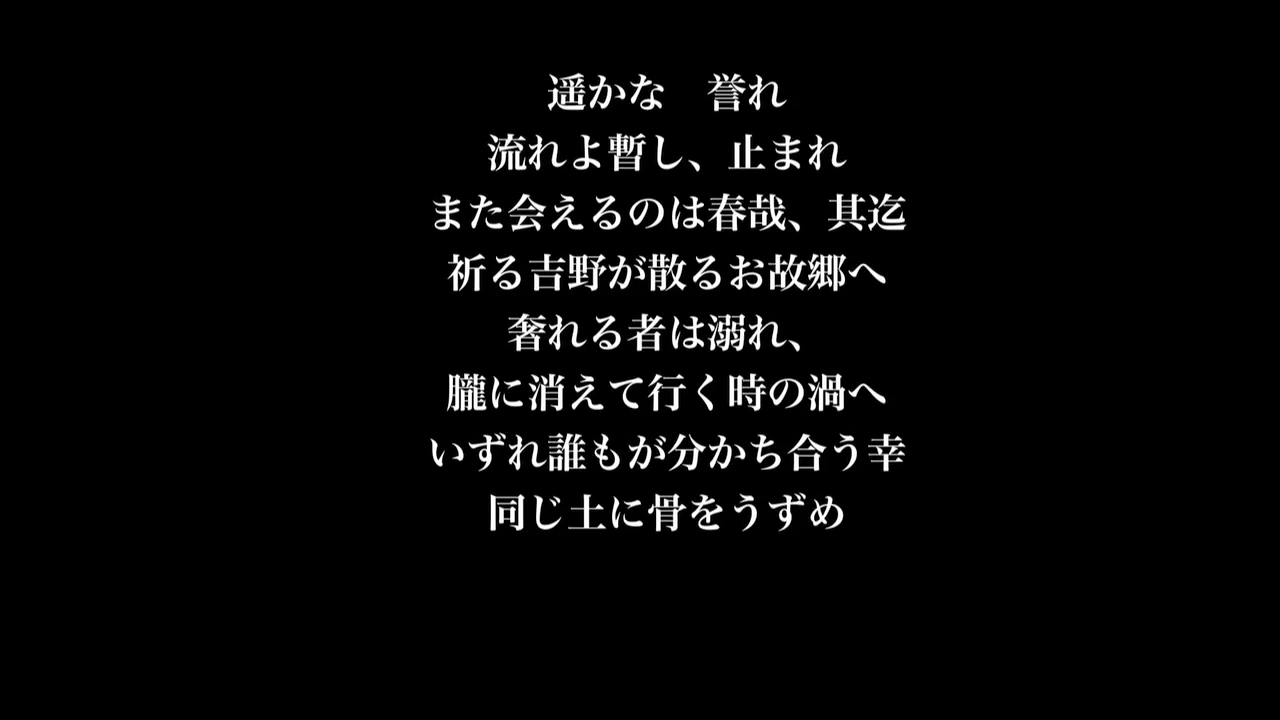 遥かな　誉れ
流れよ暫し、止まれ
また会えるのは春哉、其迄
祈る吉野が散るお故郷へ
奢れる者は溺れ、
朧に消えて行く時の渦へ
いずれ誰もが分かち合う幸
同じ土に骨をうずめ